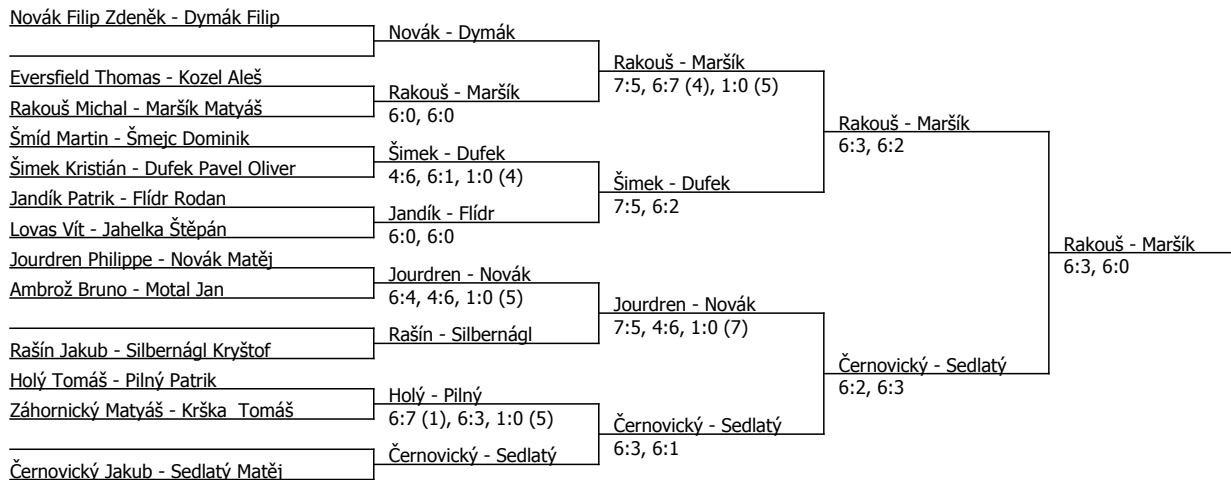 Novák Filip Zdeněk - Dymák Filip
Eversfield Thomas - Kozel Aleš
Rakouš Michal - Maršík Matyáš
Šmíd Martin - Šmejc Dominik
Šimek Kristián - Dufek Pavel Oliver
Jandík Patrik - Flídr Rodan
Lovas Vít - Jahelka Štěpán
Jourdren Philippe - Novák Matěj
Ambrož Bruno - Motal Jan
Rašín Jakub - Silbernágl Kryštof
Holý Tomáš - Pilný Patrik
Záhornický Matyáš - Krška  Tomáš
Černovický Jakub - Sedlatý Matěj
Novák - Dymák
Rakouš - Maršík
6:0, 6:0
Šimek - Dufek
4:6, 6:1, 1:0 (4)
Jandík - Flídr
6:0, 6:0
Jourdren - Novák
6:4, 4:6, 1:0 (5)
Rašín - Silbernágl
Holý - Pilný
6:7 (1), 6:3, 1:0 (5)
Černovický - Sedlatý
Rakouš - Maršík
7:5, 6:7 (4), 1:0 (5)
Šimek - Dufek
7:5, 6:2
Jourdren - Novák
7:5, 4:6, 1:0 (7)
Černovický - Sedlatý
6:3, 6:1
Rakouš - Maršík
6:3, 6:2
Černovický - Sedlatý
6:2, 6:3
Rakouš - Maršík
6:3, 6:0